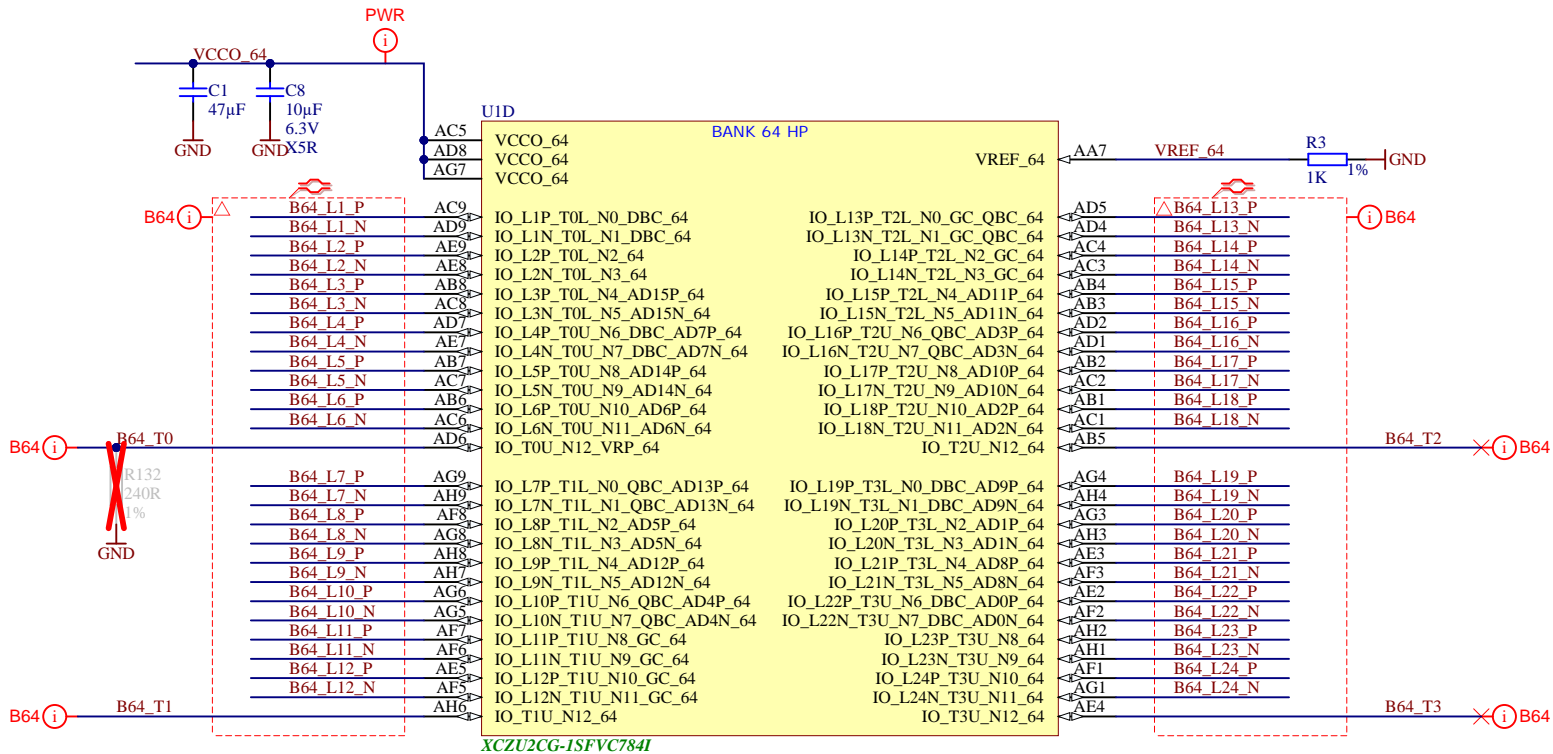 PWR
VCCO_64
C1
47µF
GND
C8
10µF
6.3V
X5R
GND
U1D
BANK 64 HP
AC5 VCCO_64
AD8 VCCO_64
AG7 VCCO_64
VREF_64 AA7 VREF_64
R3
1K
1%
GND
B64
B64_L1_P AC9 IO_L1P_T0L_N0_DBC_64
B64_L1_N AD9 IO_L1N_T0L_N1_DBC_64
B64_L2_P AE9 IO_L2P_T0L_N2_64
B64_L2_N AE8 IO_L2N_T0L_N3_64
B64_L3_P AB8 IO_L3P_T0L_N4_AD15P_64
B64_L3_N AC8 IO_L3N_T0L_N5_AD15N_64
B64_L4_P AD7 IO_L4P_T0U_N6_DBC_AD7P_64
B64_L4_N AE7 IO_L4N_T0U_N7_DBC_AD7N_64
B64_L5_P AB7 IO_L5P_T0U_N8_AD14P_64
B64_L5_N AC7 IO_L5N_T0U_N9_AD14N_64
B64_L6_P AB6 IO_L6P_T0U_N10_AD6P_64
B64_L6_N AC6 IO_L6N_T0U_N11_AD6N_64
B64 B64_T0 AD6 IO_T0U_N12_VRP_64
R132
240R
1%
GND
B64_L7_P AG9 IO_L7P_T1L_N0_QBC_AD13P_64
B64_L7_N AH9 IO_L7N_T1L_N1_QBC_AD13N_64
B64_L8_P AF8 IO_L8P_T1L_N2_AD5P_64
B64_L8_N AG8 IO_L8N_T1L_N3_AD5N_64
B64_L9_P AH8 IO_L9P_T1L_N4_AD12P_64
B64_L9_N AH7 IO_L9N_T1L_N5_AD12N_64
B64_L10_P AG6 IO_L10P_T1U_N6_QBC_AD4P_64
B64_L10_N AG5 IO_L10N_T1U_N7_QBC_AD4N_64
B64_L11_P AF7 IO_L11P_T1U_N8_GC_64
B64_L11_N AF6 IO_L11N_T1U_N9_GC_64
B64_L12_P AE5 IO_L12P_T1U_N10_GC_64
B64_L12_N AF5 IO_L12N_T1U_N11_GC_64
B64 B64_T1 AH6 IO_T1U_N12_64
IO_L13P_T2L_N0_GC_QBC_64 AD5 B64_L13_P
B64
IO_L13N_T2L_N1_GC_QBC_64 AD4 B64_L13_N
IO_L14P_T2L_N2_GC_64 AC4 B64_L14_P
IO_L14N_T2L_N3_GC_64 AC3 B64_L14_N
IO_L15P_T2L_N4_AD11P_64 AB4 B64_L15_P
IO_L15N_T2L_N5_AD11N_64 AB3 B64_L15_N
IO_L16P_T2U_N6_QBC_AD3P_64 AD2 B64_L16_P
IO_L16N_T2U_N7_QBC_AD3N_64 AD1 B64_L16_N
IO_L17P_T2U_N8_AD10P_64 AB2 B64_L17_P
IO_L17N_T2U_N9_AD10N_64 AC2 B64_L17_N
IO_L18P_T2U_N10_AD2P_64 AB1 B64_L18_P
IO_L18N_T2U_N11_AD2N_64 AC1 B64_L18_N
IO_T2U_N12_64 AB5 B64_T2 B64
IO_L19P_T3L_N0_DBC_AD9P_64 AG4 B64_L19_P
IO_L19N_T3L_N1_DBC_AD9N_64 AH4 B64_L19_N
IO_L20P_T3L_N2_AD1P_64 AG3 B64_L20_P
IO_L20N_T3L_N3_AD1N_64 AH3 B64_L20_N
IO_L21P_T3L_N4_AD8P_64 AE3 B64_L21_P
IO_L21N_T3L_N5_AD8N_64 AF3 B64_L21_N
IO_L22P_T3U_N6_DBC_AD0P_64 AE2 B64_L22_P
IO_L22N_T3U_N7_DBC_AD0N_64 AF2 B64_L22_N
IO_L23P_T3U_N8_64 AH2 B64_L23_P
IO_L23N_T3U_N9_64 AH1 B64_L23_N
IO_L24P_T3U_N10_64 AF1 B64_L24_P
IO_L24N_T3U_N11_64 AG1 B64_L24_N
IO_T3U_N12_64 AE4 B64_T3 B64
XCZU2CG-1SFVC784I